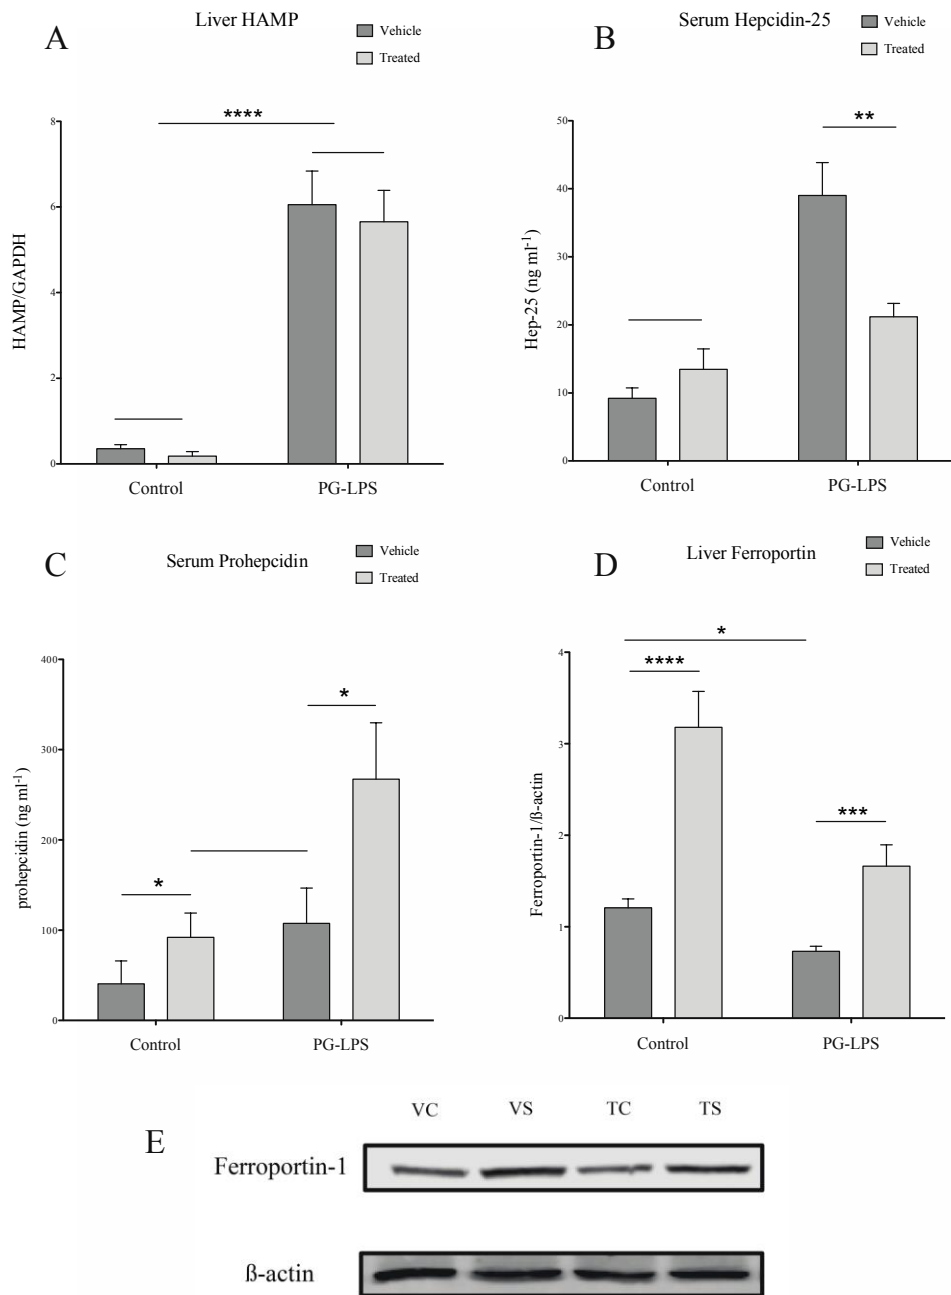 A
Liver HAMP
Vehicle
Treated
****
8
6
4
2
0
HAMP/GAPDH
Control
PG-LPS
B
Serum Hepcidin-25
Vehicle
Treated
**
50
40
30
20
10
0
Hep-25 (ng ml⁻¹)
Control
PG-LPS
C
Serum Prohepcidin
Vehicle
Treated
*
*
400
300
200
100
0
prohepcidin (ng ml⁻¹)
Control
PG-LPS
D
Liver Ferroportin
Vehicle
Treated
*
****
***
4
3
2
1
0
Ferroportin-1/ß-actin
Control
PG-LPS
E
VC VS TC TS
Ferroportin-1
ß-actin